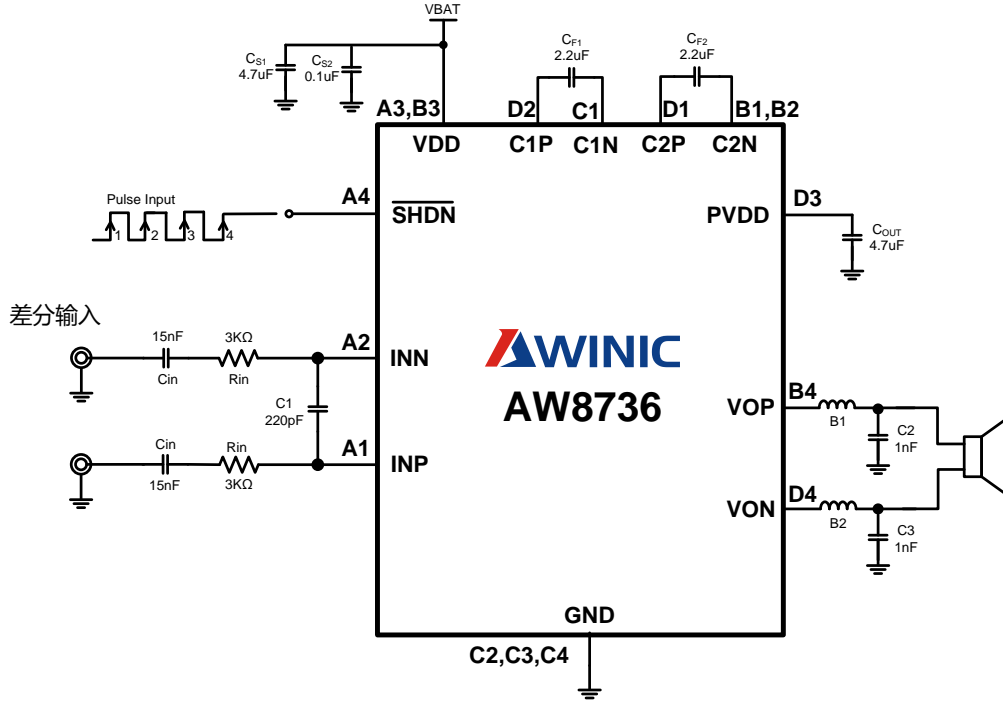 VBAT
CS1
4.7uF
CS2
0.1uF
CF1
2.2uF
CF2
2.2uF
A3,B3
D2
C1
D1
B1,B2
VDD
C1P
C1N
C2P
C2N
Pulse Input
1
2
3
4
A4
SHDN
PVDD
D3
COUT
4.7uF
差分输入
15nF
Cin
3KΩ
Rin
A2
INN
C1
220pF
Cin
15nF
Rin
3KΩ
A1
INP
AWINIC
AW8736
VOP
B4
B1
C2
1nF
VON
D4
B2
C3
1nF
GND
C2,C3,C4